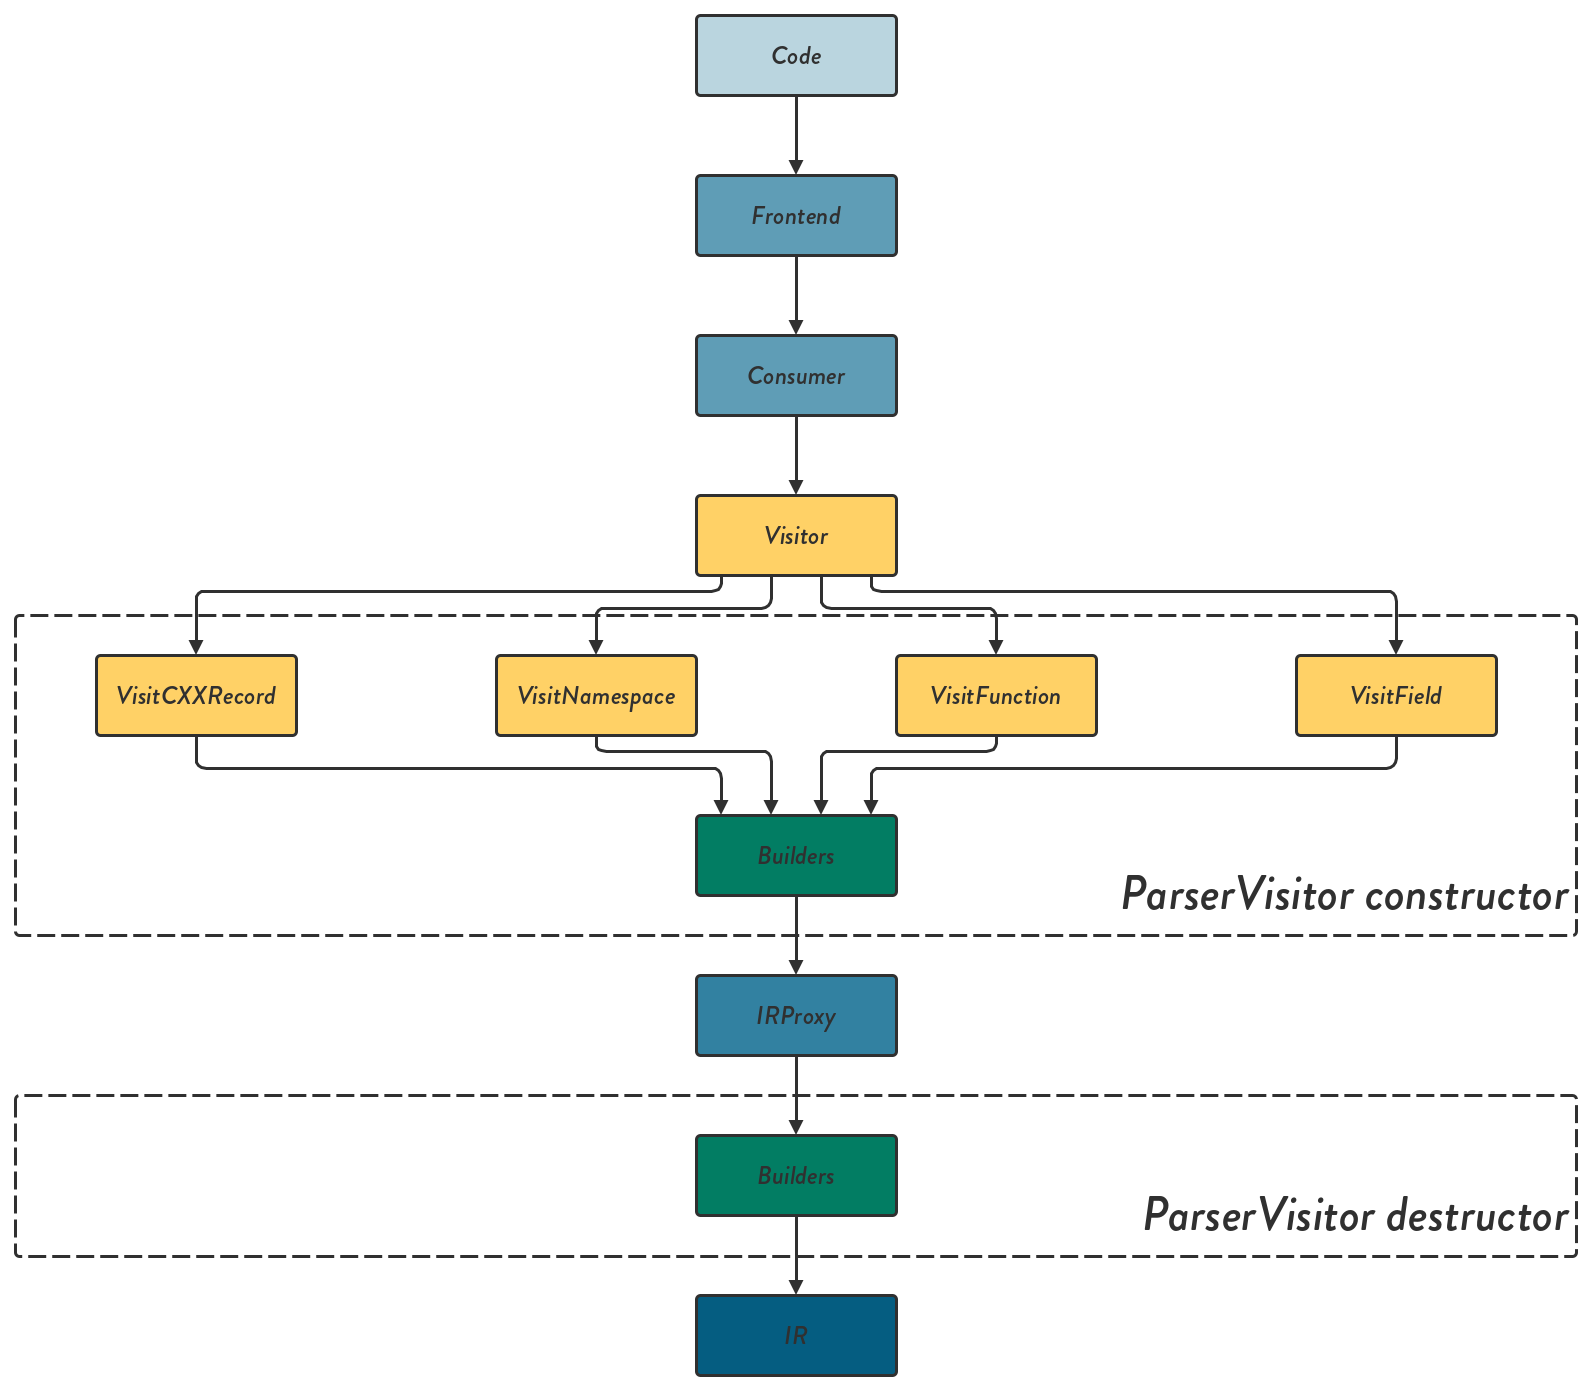 Code
Frontend
Consumer
Visitor
VisitCXXRecord
VisitNamespace
VisitFunction
VisitField
Builders
ParserVisitor constructor
IRProxy
Builders
ParserVisitor destructor
IR